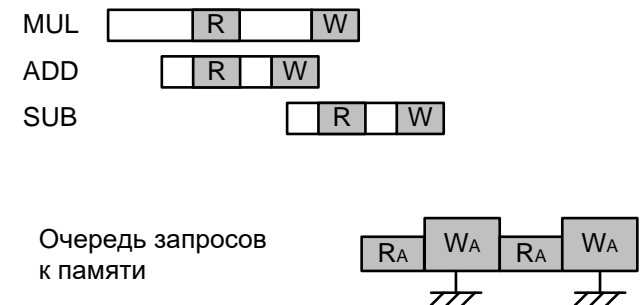 MUL R W
ADD R W
SUB R W
Очередь запросов
к памяти
RA WA RA WA